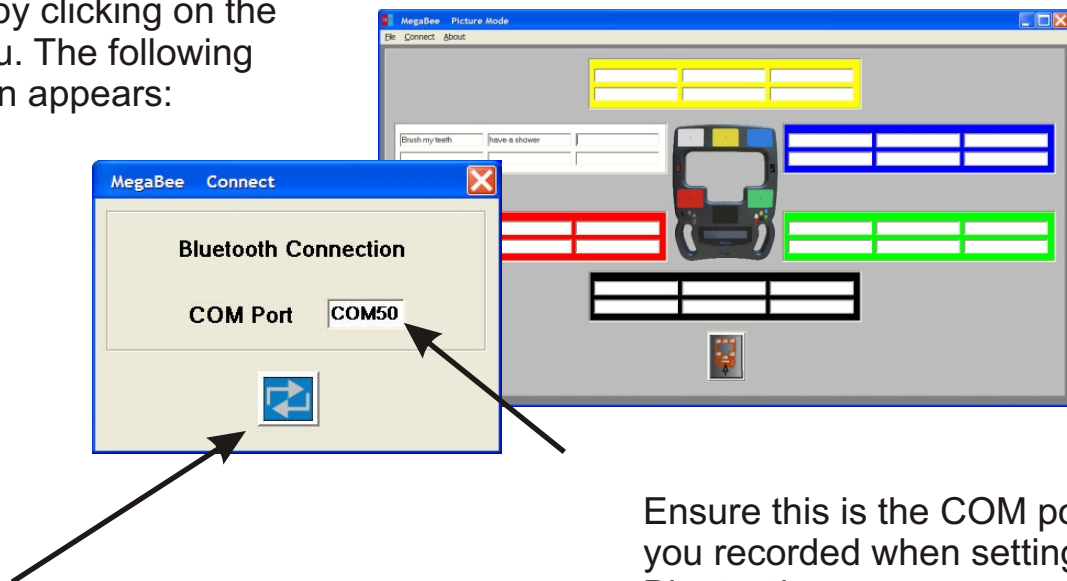 by clicking on the
u. The following
n appears:
MegaBee Picture Mode
File Connect About
Brush my teeth have a shower
MegaBee Connect
Bluetooth Connection
COM Port COM50
Ensure this is the COM po
you recorded when setting